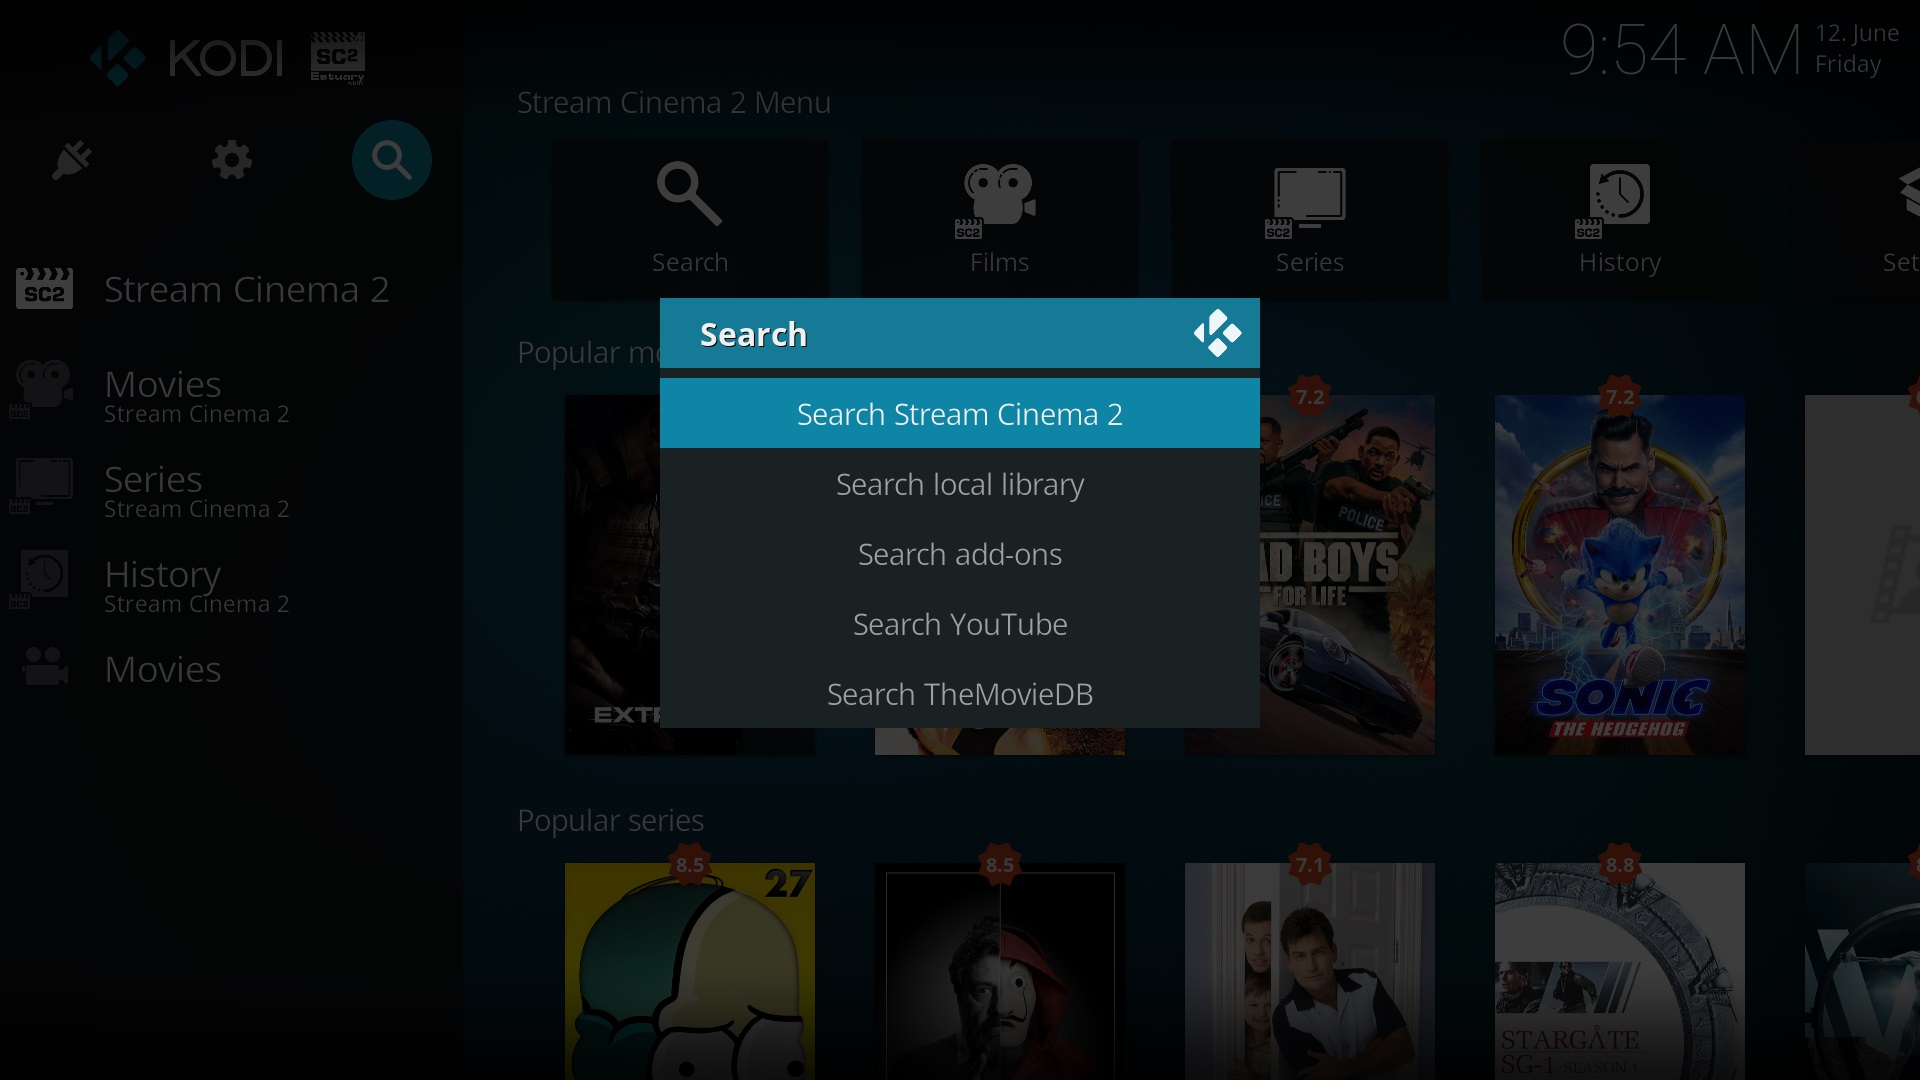 KODI
SC2
Estuary
9:54 AM
12. June
Friday
Stream Cinema 2 Menu
Search
SC2
Films
SC2
Series
SC2
History
Set
SC2
Stream Cinema 2
Movies
Stream Cinema 2
Series
Stream Cinema 2
History
Stream Cinema 2
Movies
Popular mo
Search
Search Stream Cinema 2
Search local library
Search add-ons
Search YouTube
Search TheMovieDB
7.2
7.2
POLICE
AD BOYS
FOR LIFE
EXTR
SONIC
THE HEDGEHOG
Popular series
8.5
8.5
7.1
8.8
27
STARGATE
SG-1 SEASON 1